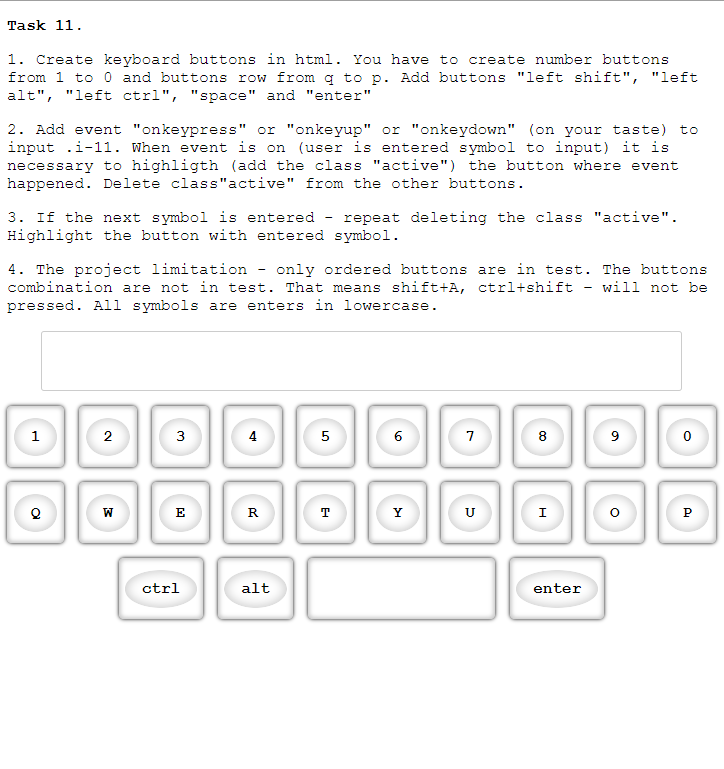 Task 11.
1. Create keyboard buttons in html. You have to create number buttons
from 1 to 0 and buttons row from q to p. Add buttons "left shift", "left
alt", "left ctrl", "space" and "enter"
2. Add event "onkeypress" or "onkeyup" or "onkeydown" (on your taste) to
input .i-11. When event is on (user is entered symbol to input) it is
necessary to highligth (add the class "active") the button where event
happened. Delete class"active" from the other buttons.
3. If the next symbol is entered - repeat deleting the class "active".
Highlight the button with entered symbol.
4. The project limitation - only ordered buttons are in test. The buttons
combination are not in test. That means shift+A, ctrl+shift - will not be
pressed. All symbols are enters in lowercase.
1 2 3 4 5 6 7 8 9 0
Q W E R T Y U I O P
ctrl alt enter